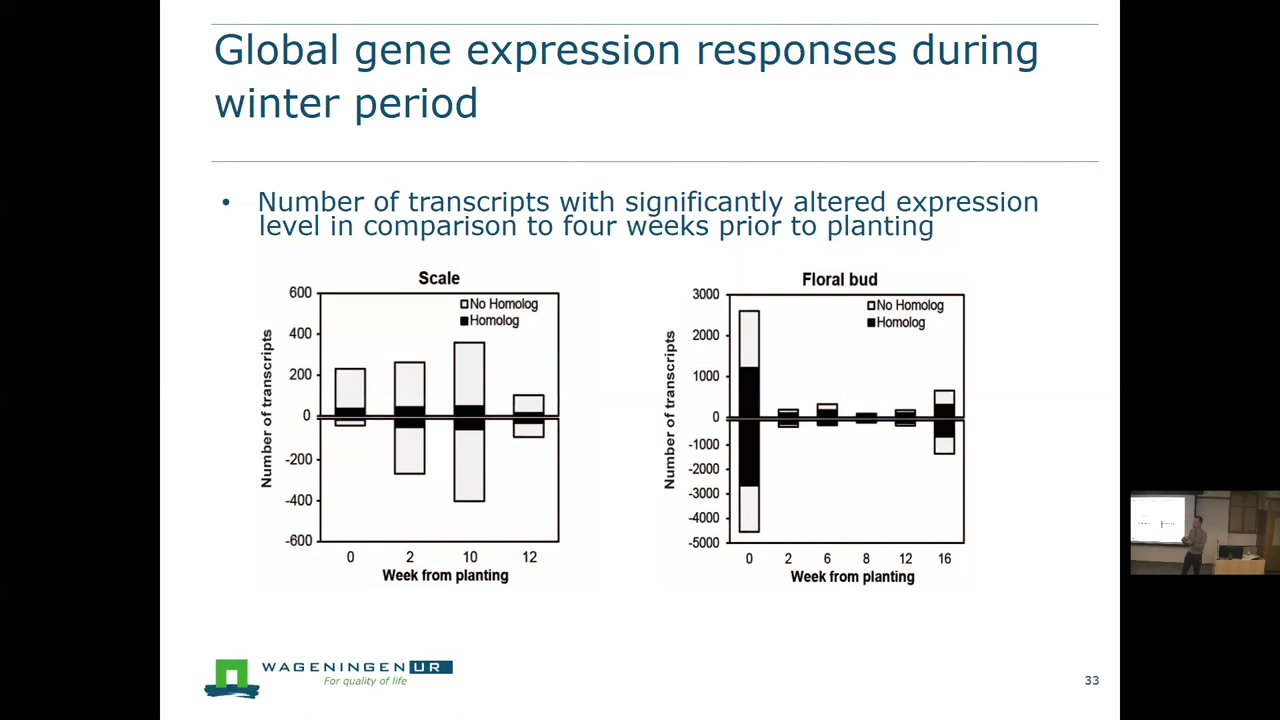 Global gene expression responses during
winter period
• Number of transcripts with significantly altered expression
level in comparison to four weeks prior to planting
Scale
No Homolog
Homolog
600
400
200
0
-200
-400
-600
Number of transcripts
0 2 10 12
Week from planting
Floral bud
No Homolog
Homolog
3000
2000
1000
0
-1000
-2000
-3000
-4000
-5000
Number of transcripts
0 2 6 8 12 16
Week from planting
WAGENINGEN UR
For quality of life
33